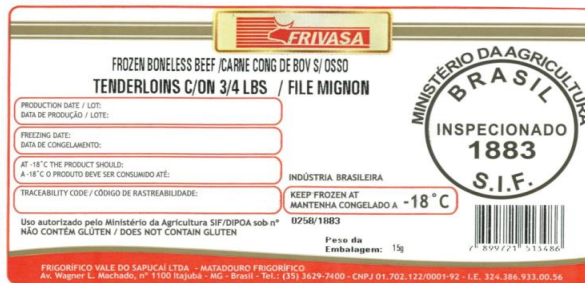 FRIVASA
FROZEN BONELESS BEEF /CARNE CONG DE BOV S/ OSSO
TENDERLOINS C/ON 3/4 LBS / FILE MIGNON
PRODUCTION DATE / LOT:
DATA DE PRODUÇÃO / LOTE:
FREEZING DATE:
DATA DE CONGELAMENTO:
AT -18°C THE PRODUCT SHOULD:
A -18°C O PRODUTO DEVE SER CONSUMIDO ATÉ:
TRACEABILITY CODE / CÓDIGO DE RASTREABILIDADE:
INDÚSTRIA BRASILEIRA
KEEP FROZEN AT
MANTENHA CONGELADO A -18°C
Uso autorizado pelo Ministério da Agricultura SIF/DIPOA sob nº 0258/1883
NÃO CONTÉM GLÚTEN / DOES NOT CONTAIN GLUTEN
Peso da
Embalagem: 15g
MINISTÉRIO DA AGRICULTURA
BRASIL
INSPECIONADO
1883
S.I.F.
7 899721 513486
FRIGORÍFICO VALE DO SAPUCAÍ LTDA - MATADOURO FRIGORÍFICO
Av. Wagner L. Machado, nº 1100 Itajubá - MG - Brasil - Tel.: (35) 3629-7400 - CNPJ 01.702.122/0001-92 - I.E. 324.386.933.00.56